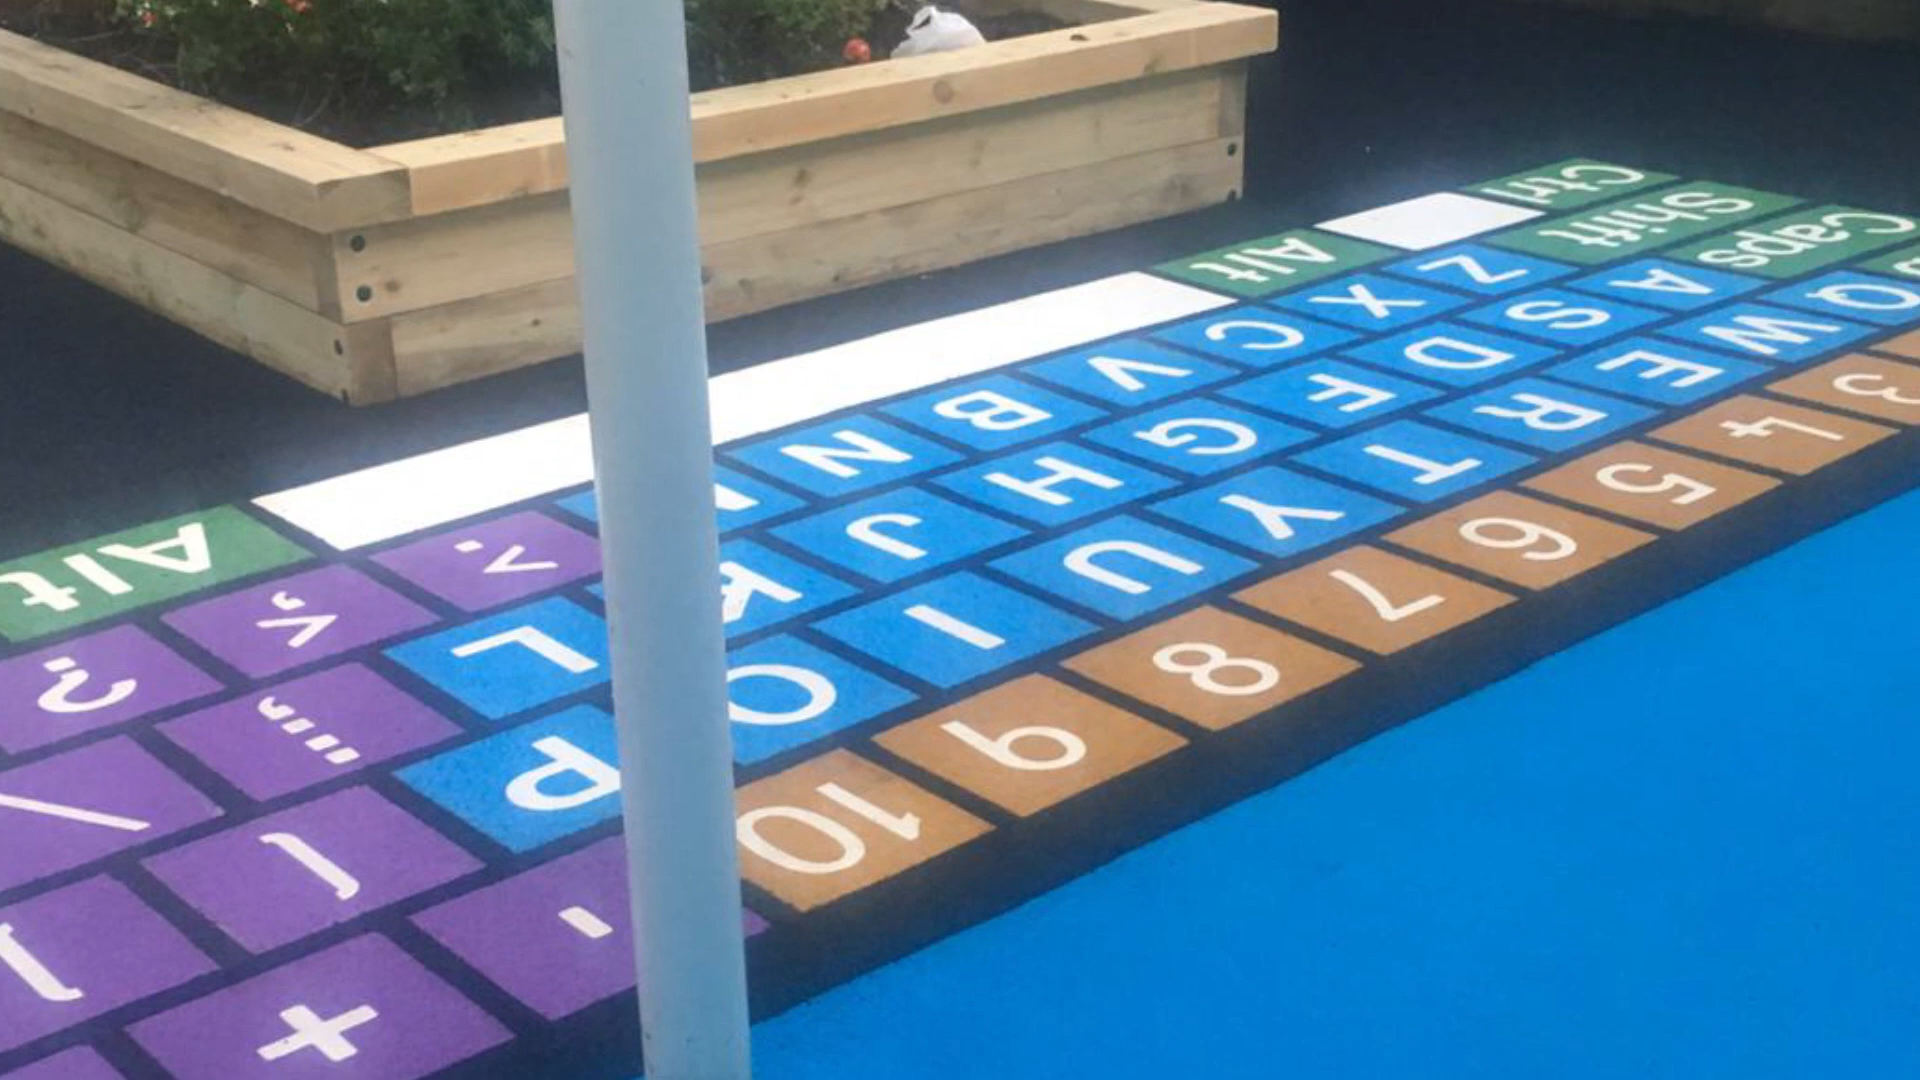 3 4 5 6 7 8 9 10 - +
Q W E R T Y U I O P [ ]
Caps A S D F G H J K L \
Shift Z X C V B N ?
Ctrl Alt Alt